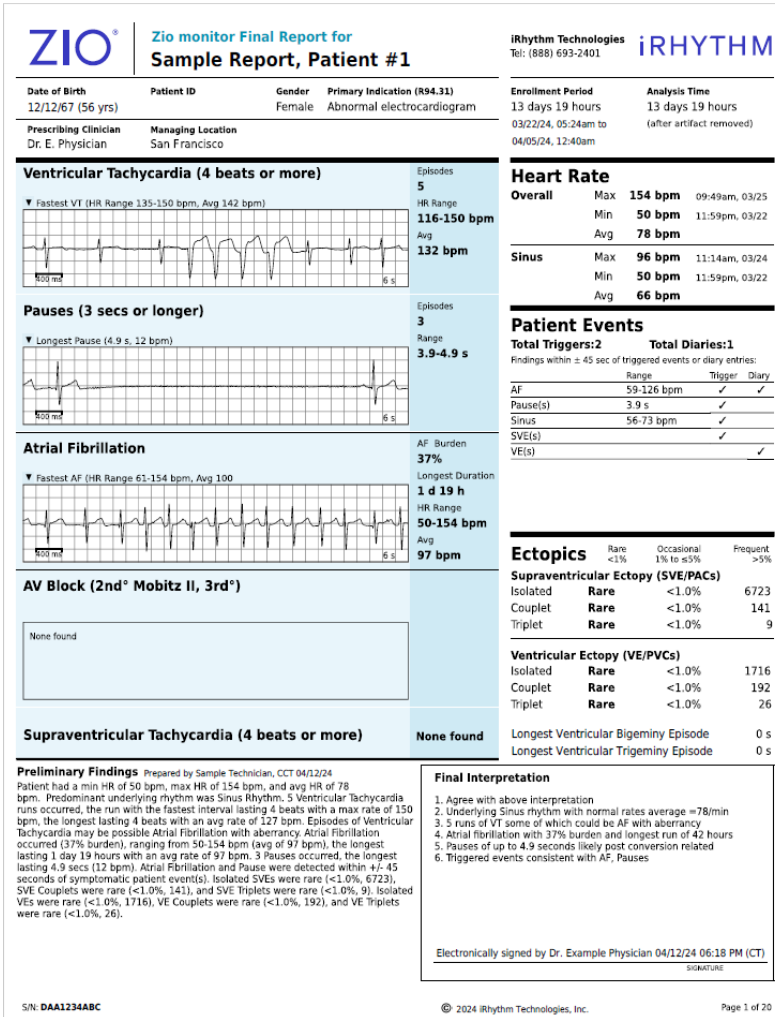 ZIO®
Zio monitor Final Report for
Sample Report, Patient #1
iRhythm Technologies
Tel: (888) 693-2401
iRHYTHM
Date of Birth
12/12/67 (56 yrs)
Patient ID
Gender
Female
Primary Indication (R94.31)
Abnormal electrocardiogram
Prescribing Clinician
Dr. E. Physician
Managing Location
San Francisco
Enrollment Period
13 days 19 hours
03/22/24, 05:24am to
04/05/24, 12:40am
Analysis Time
13 days 19 hours
(after artifact removed)
Ventricular Tachycardia (4 beats or more)
▼ Fastest VT (HR Range 135-150 bpm, Avg 142 bpm)
400 ms
6 s
Episodes
5
HR Range
116-150 bpm
Avg
132 bpm
Pauses (3 secs or longer)
▼ Longest Pause (4.9 s, 12 bpm)
400 ms
6 s
Episodes
3
Range
3.9-4.9 s
Atrial Fibrillation
▼ Fastest AF (HR Range 61-154 bpm, Avg 100
400 ms
6 s
AF Burden
37%
Longest Duration
1 d 19 h
HR Range
50-154 bpm
Avg
97 bpm
AV Block (2nd° Mobitz II, 3rd°)
None found
Supraventricular Tachycardia (4 beats or more)
None found
Heart Rate
Overall Max 154 bpm 09:49am, 03/25
Min 50 bpm 11:59pm, 03/22
Avg 78 bpm
Sinus Max 96 bpm 11:14am, 03/24
Min 50 bpm 11:59pm, 03/22
Avg 66 bpm
Patient Events
Total Triggers:2 Total Diaries:1
Findings within ± 45 sec of triggered events or diary entries:
Range Trigger Diary
AF 59-126 bpm ✓ ✓
Pause(s) 3.9 s ✓
Sinus 56-73 bpm ✓
SVE(s) ✓
VE(s) ✓
Ectopics
Rare
<1%
Occasional
1% to ≤5%
Frequent
>5%
Supraventricular Ectopy (SVE/PACs)
Isolated Rare <1.0% 6723
Couplet Rare <1.0% 141
Triplet Rare <1.0% 9
Ventricular Ectopy (VE/PVCs)
Isolated Rare <1.0% 1716
Couplet Rare <1.0% 192
Triplet Rare <1.0% 26
Longest Ventricular Bigeminy Episode 0 s
Longest Ventricular Trigeminy Episode 0 s
Preliminary Findings Prepared by Sample Technician, CCT 04/12/24
Patient had a min HR of 50 bpm, max HR of 154 bpm, and avg HR of 78
bpm. Predominant underlying rhythm was Sinus Rhythm. 5 Ventricular Tachycardia
runs occurred, the run with the fastest interval lasting 4 beats with a max rate of 150
bpm, the longest lasting 4 beats with an avg rate of 127 bpm. Episodes of Ventricular
Tachycardia may be possible Atrial Fibrillation with aberrancy. Atrial Fibrillation
occurred (37% burden), ranging from 50-154 bpm (avg of 97 bpm), the longest
lasting 1 day 19 hours with an avg rate of 97 bpm. 3 Pauses occurred, the longest
lasting 4.9 secs (12 bpm). Atrial Fibrillation and Pause were detected within +/- 45
seconds of symptomatic patient event(s). Isolated SVEs were rare (<1.0%, 6723),
SVE Couplets were rare (<1.0%, 141), and SVE Triplets were rare (<1.0%, 9). Isolated
VEs were rare (<1.0%, 1716), VE Couplets were rare (<1.0%, 192), and VE Triplets
were rare (<1.0%, 26).
Final Interpretation
1. Agree with above interpretation
2. Underlying Sinus rhythm with normal rates average =78/min
3. 5 runs of VT some of which could be AF with aberrancy
4. Atrial fibrillation with 37% burden and longest run of 42 hours
5. Pauses of up to 4.9 seconds likely post conversion related
6. Triggered events consistent with AF, Pauses
Electronically signed by Dr. Example Physician 04/12/24 06:18 PM (CT)
SIGNATURE
S/N: DAA1234ABC
© 2024 iRhythm Technologies, Inc.
Page 1 of 20